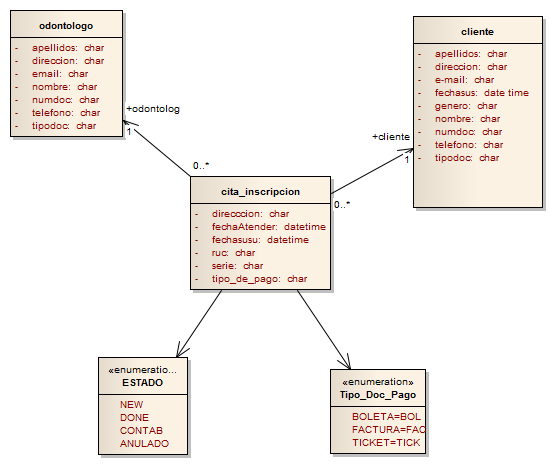 odontologo
- apellidos: char
- direccion: char
- email: char
- nombre: char
- numdoc: char
- telefono: char
- tipodoc: char
cliente
- apellidos: char
- direccion: char
- e-mail: char
- fechasus: date time
- genero: char
- nombre: char
- numdoc: char
- telefono: char
- tipodoc: char
+odontolog
1
0..*
+cliente
1
0..*
cita_inscripcion
- direcccion: char
- fechaAtender: datetime
- fechasusu: datetime
- ruc: char
- serie: char
- tipo_de_pago: char
«enumeratio...
ESTADO
NEW
DONE
CONTAB
ANULADO
«enumeration»
Tipo_Doc_Pago
BOLETA=BOL
FACTURA=FAC
TICKET=TICK